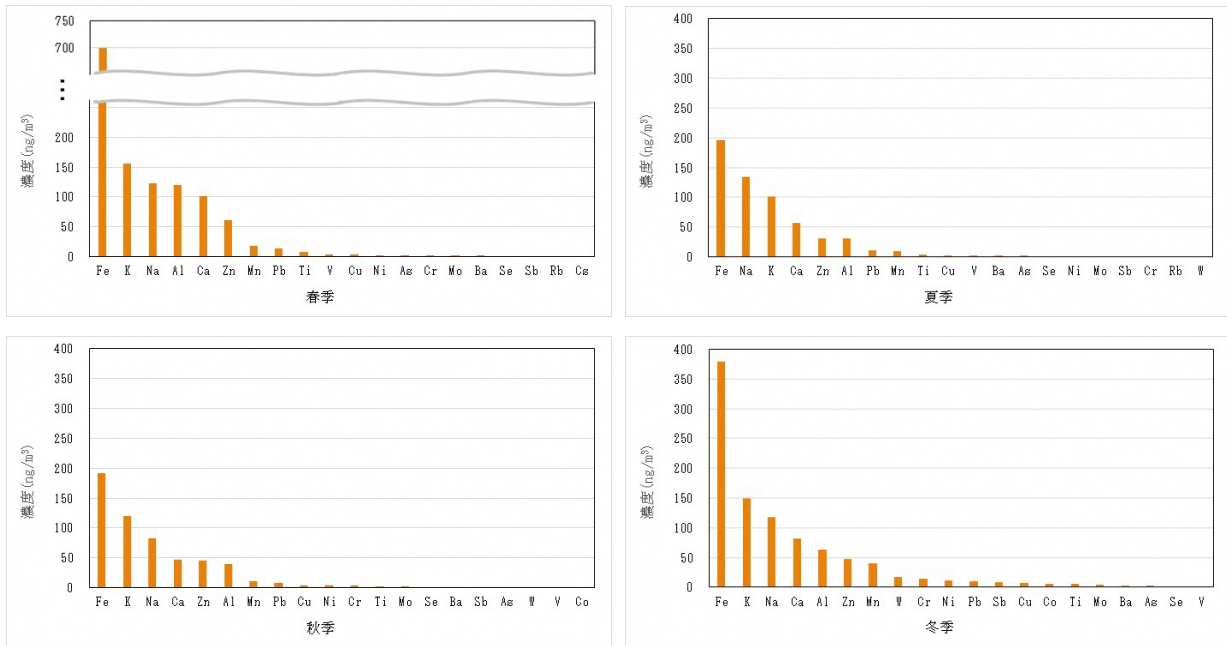 750
700
⋮
200
150
100
50
0
濃度(ng/m³)
Fe K Na Al Ca Zn Mn Pb Ti V Cu Ni As Cr Mo Ba Se Sb Rb Cs
春季
400
350
300
250
200
150
100
50
0
濃度(ng/m³)
Fe Na K Ca Zn Al Pb Mn Ti Cu V Ba As Se Ni Mo Sb Cr Rb W
夏季
400
350
300
250
200
150
100
50
0
濃度(ng/m³)
Fe K Na Ca Zn Al Mn Pb Cu Ni Cr Ti Mo Se Ba Sb As W V Co
秋季
400
350
300
250
200
150
100
50
0
濃度(ng/m³)
Fe K Na Ca Al Zn Mn W Cr Ni Pb Sb Cu Co Ti Mo Ba As Se V
冬季